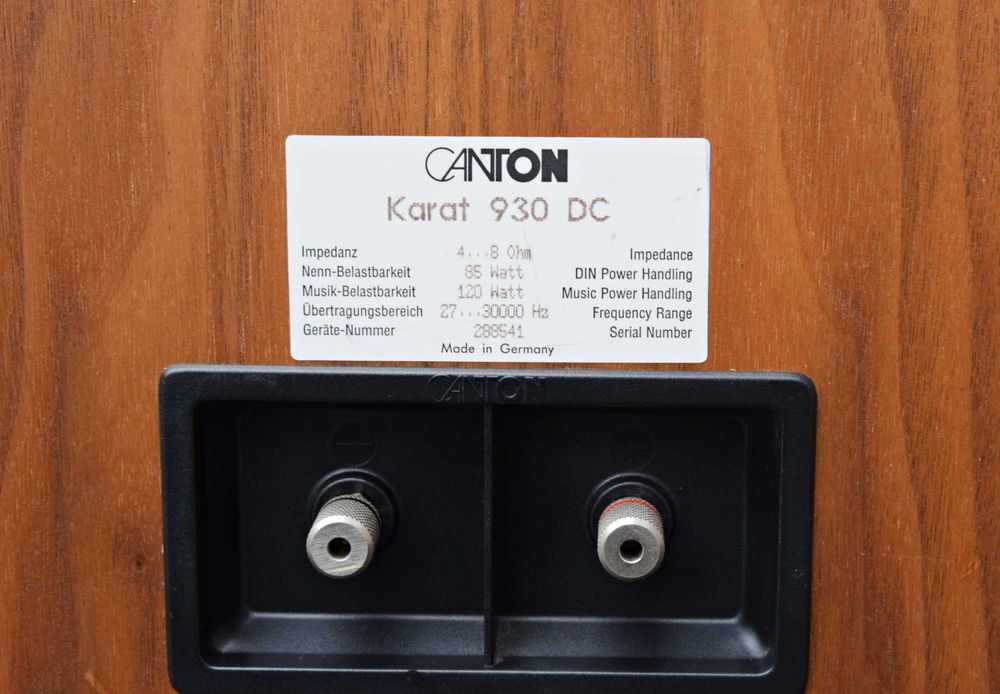 CANTON
Karat 930 DC
Impedanz 4...8 Ohm Impedance
Nenn-Belastbarkeit 85 Watt DIN Power Handling
Musik-Belastbarkeit 120 Watt Music Power Handling
Übertragungsbereich 27...30000 Hz Frequency Range
Geräte-Nummer 288541 Serial Number
Made in Germany
CANTON
− +